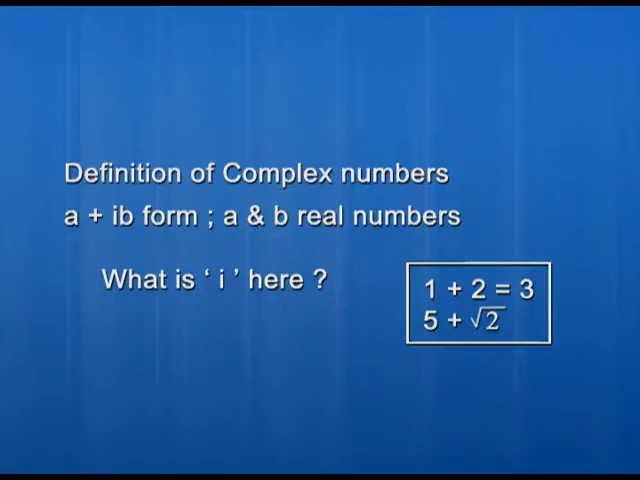 Definition of Complex numbers
a + ib form ; a & b real numbers
What is ‘ i ’ here ?
1 + 2 = 3
5 + √2